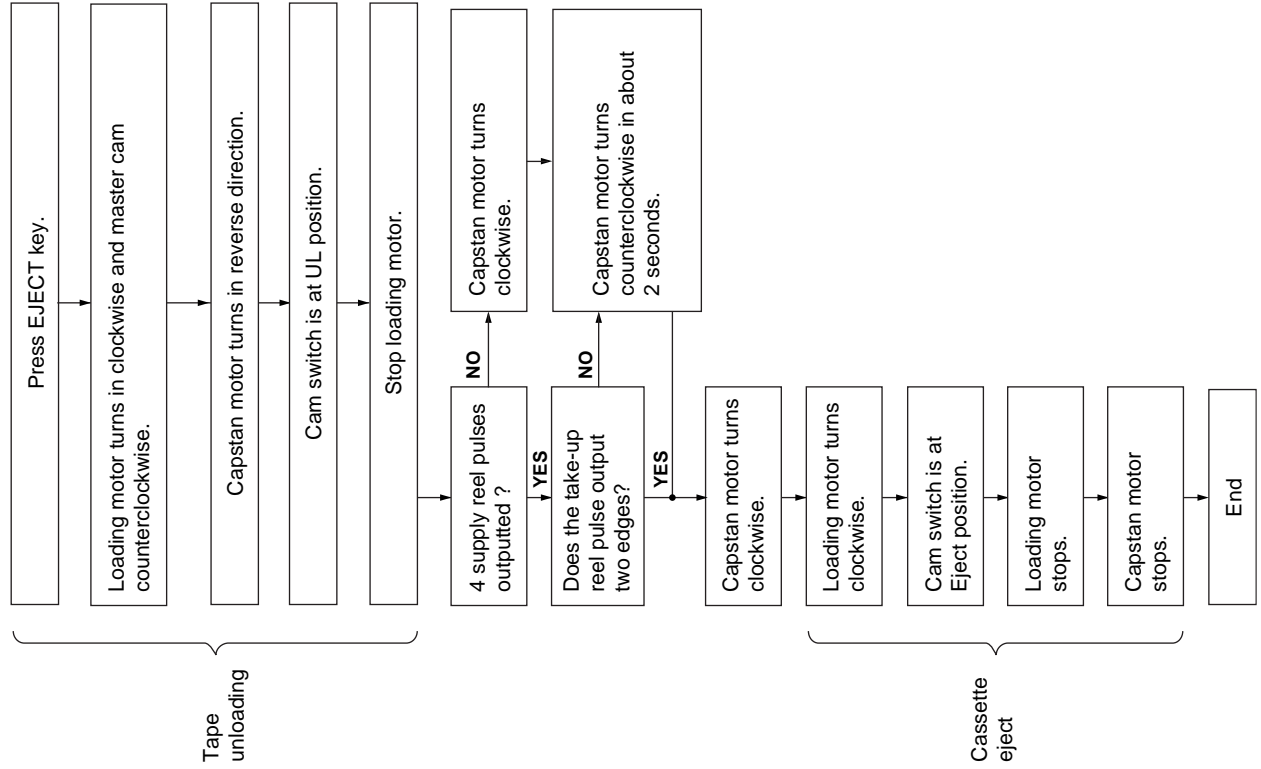 Tape
unloading
Press EJECT key.
Loading motor turns in clockwise and master cam
counterclockwise.
Capstan motor turns in reverse direction.
Cam switch is at UL position.
Stop loading motor.
4 supply reel pulses
outputted ?
NO
Capstan motor turns
clockwise.
YES
Does the take-up
reel pulse output
two edges?
NO
Capstan motor turns
counterclockwise in about
2 seconds.
YES
Capstan motor turns
clockwise.
Cassette
eject
Loading motor turns
clockwise.
Cam switch is at
Eject position.
Loading motor
stops.
Capstan motor
stops.
End